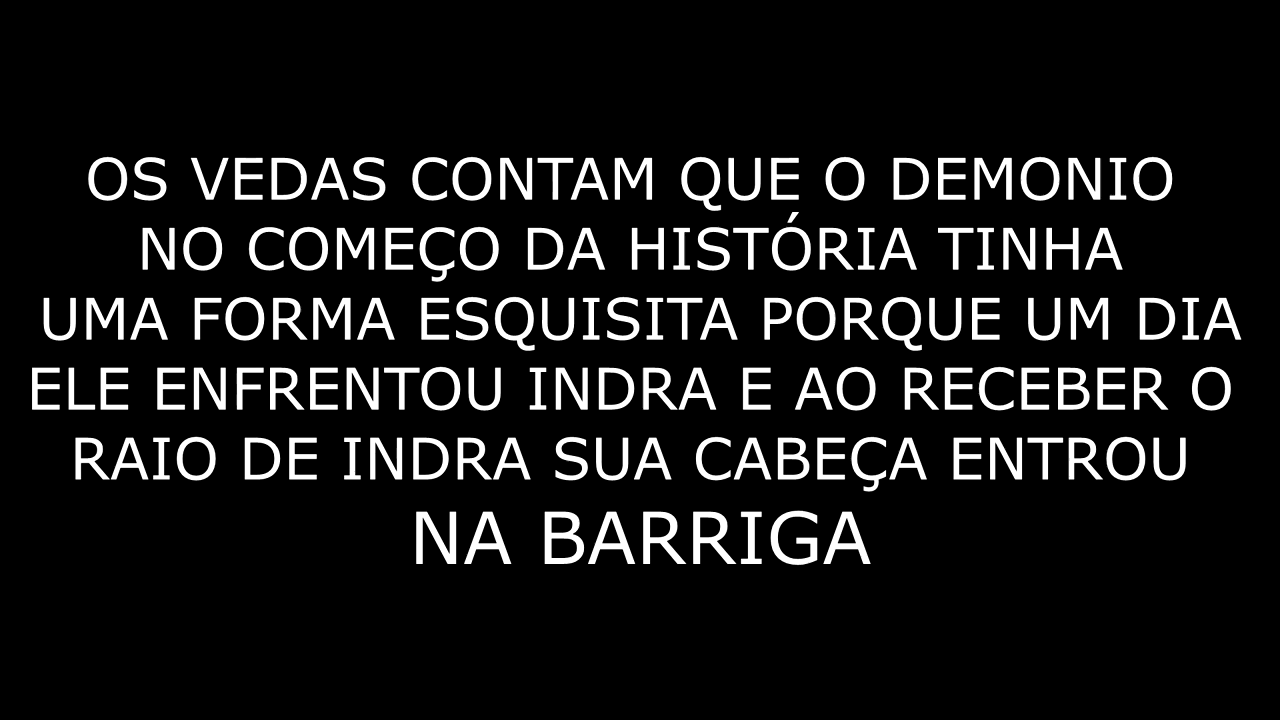 OS VEDAS CONTAM QUE O DEMONIO
NO COMEÇO DA HISTÓRIA TINHA
UMA FORMA ESQUISITA PORQUE UM DIA
ELE ENFRENTOU INDRA E AO RECEBER O
RAIO DE INDRA SUA CABEÇA ENTROU
NA BARRIGA